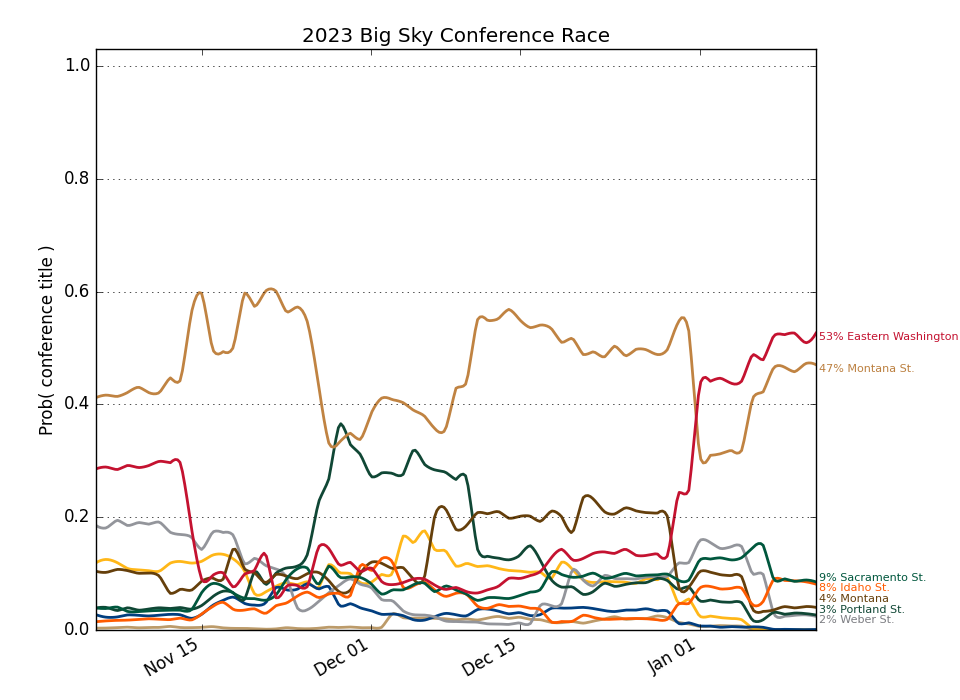 2023 Big Sky Conference Race
Prob( conference title )
1.0
0.8
0.6
0.4
0.2
0.0
Nov 15
Dec 01
Dec 15
Jan 01
53% Eastern Washington
47% Montana St.
9% Sacramento St.
8% Idaho St.
4% Montana
3% Portland St.
2% Weber St.